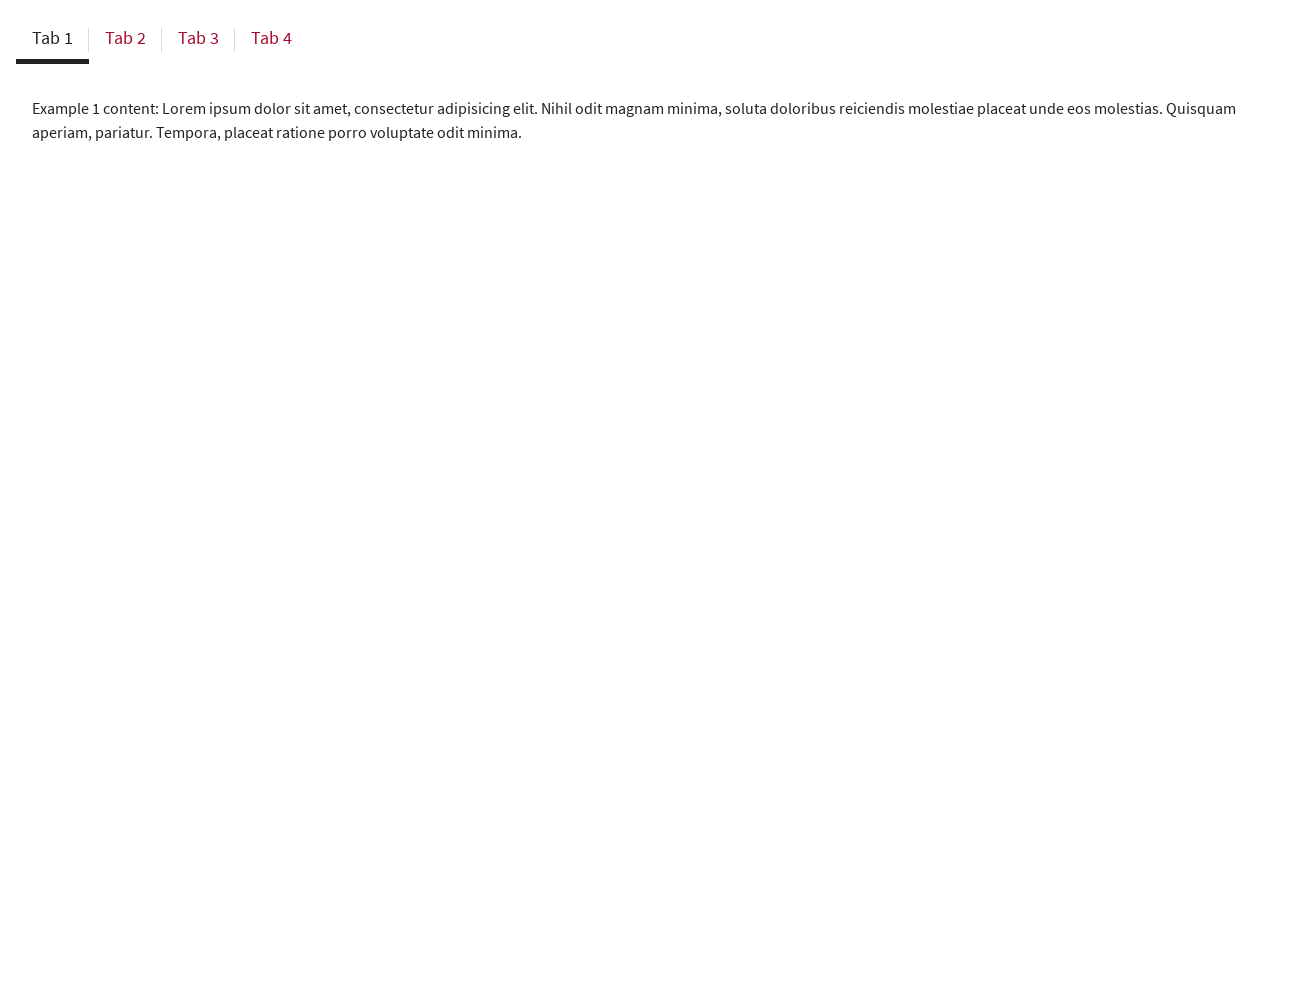 Tab 1 Tab 2 Tab 3 Tab 4
Example 1 content: Lorem ipsum dolor sit amet, consectetur adipisicing elit. Nihil odit magnam minima, soluta doloribus reiciendis molestiae placeat unde eos molestias. Quisquam
aperiam, pariatur. Tempora, placeat ratione porro voluptate odit minima.